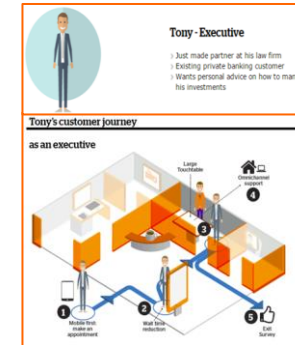 Tony - Executive
› Just made partner at his law firm
› Existing private banking customer
› Wants personal advice on how to man
his investments
Tony's customer journey
as an executive
Large
Touchtable
Omnichannel
support
4
3
1
2
5
Mobile first:
make an
appointment
Wait time
reduction
Exit
Survey